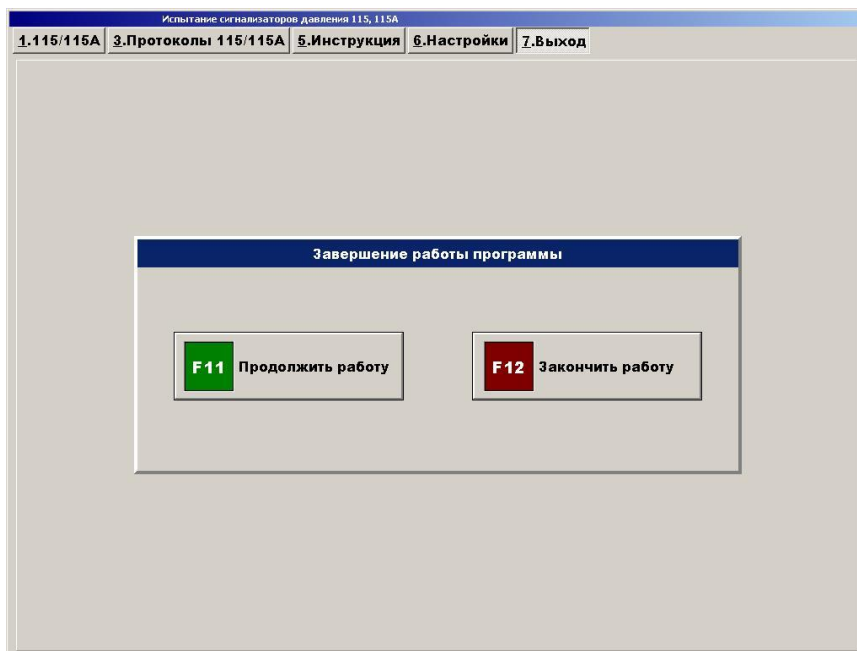 Испытание сигнализаторов давления 115, 115А
1.115/115А 3.Протоколы 115/115А 5.Инструкция 6.Настройки 7.Выход
Завершение работы программы
F11 Продолжить работу F12 Закончить работу